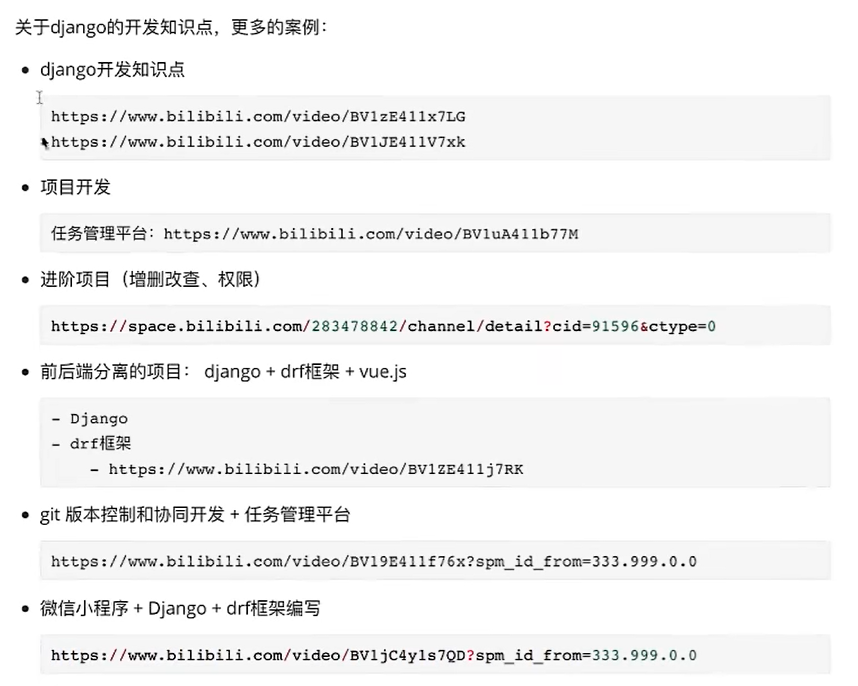 关于django的开发知识点，更多的案例：
django开发知识点
https://www.bilibili.com/video/BV1zE411x7LG
https://www.bilibili.com/video/BV1JE411V7xk
项目开发
任务管理平台：https://www.bilibili.com/video/BV1uA411b77M
进阶项目（增删改查、权限）
https://space.bilibili.com/283478842/channel/detail?cid=91596&ctype=0
前后端分离的项目： django + drf框架 + vue.js
- Django
- drf框架
- https://www.bilibili.com/video/BV1ZE411j7RK
git 版本控制和协同开发 + 任务管理平台
https://www.bilibili.com/video/BV19E411f76x?spm_id_from=333.999.0.0
微信小程序 + Django + drf框架编写
https://www.bilibili.com/video/BV1jC4y1s7QD?spm_id_from=333.999.0.0